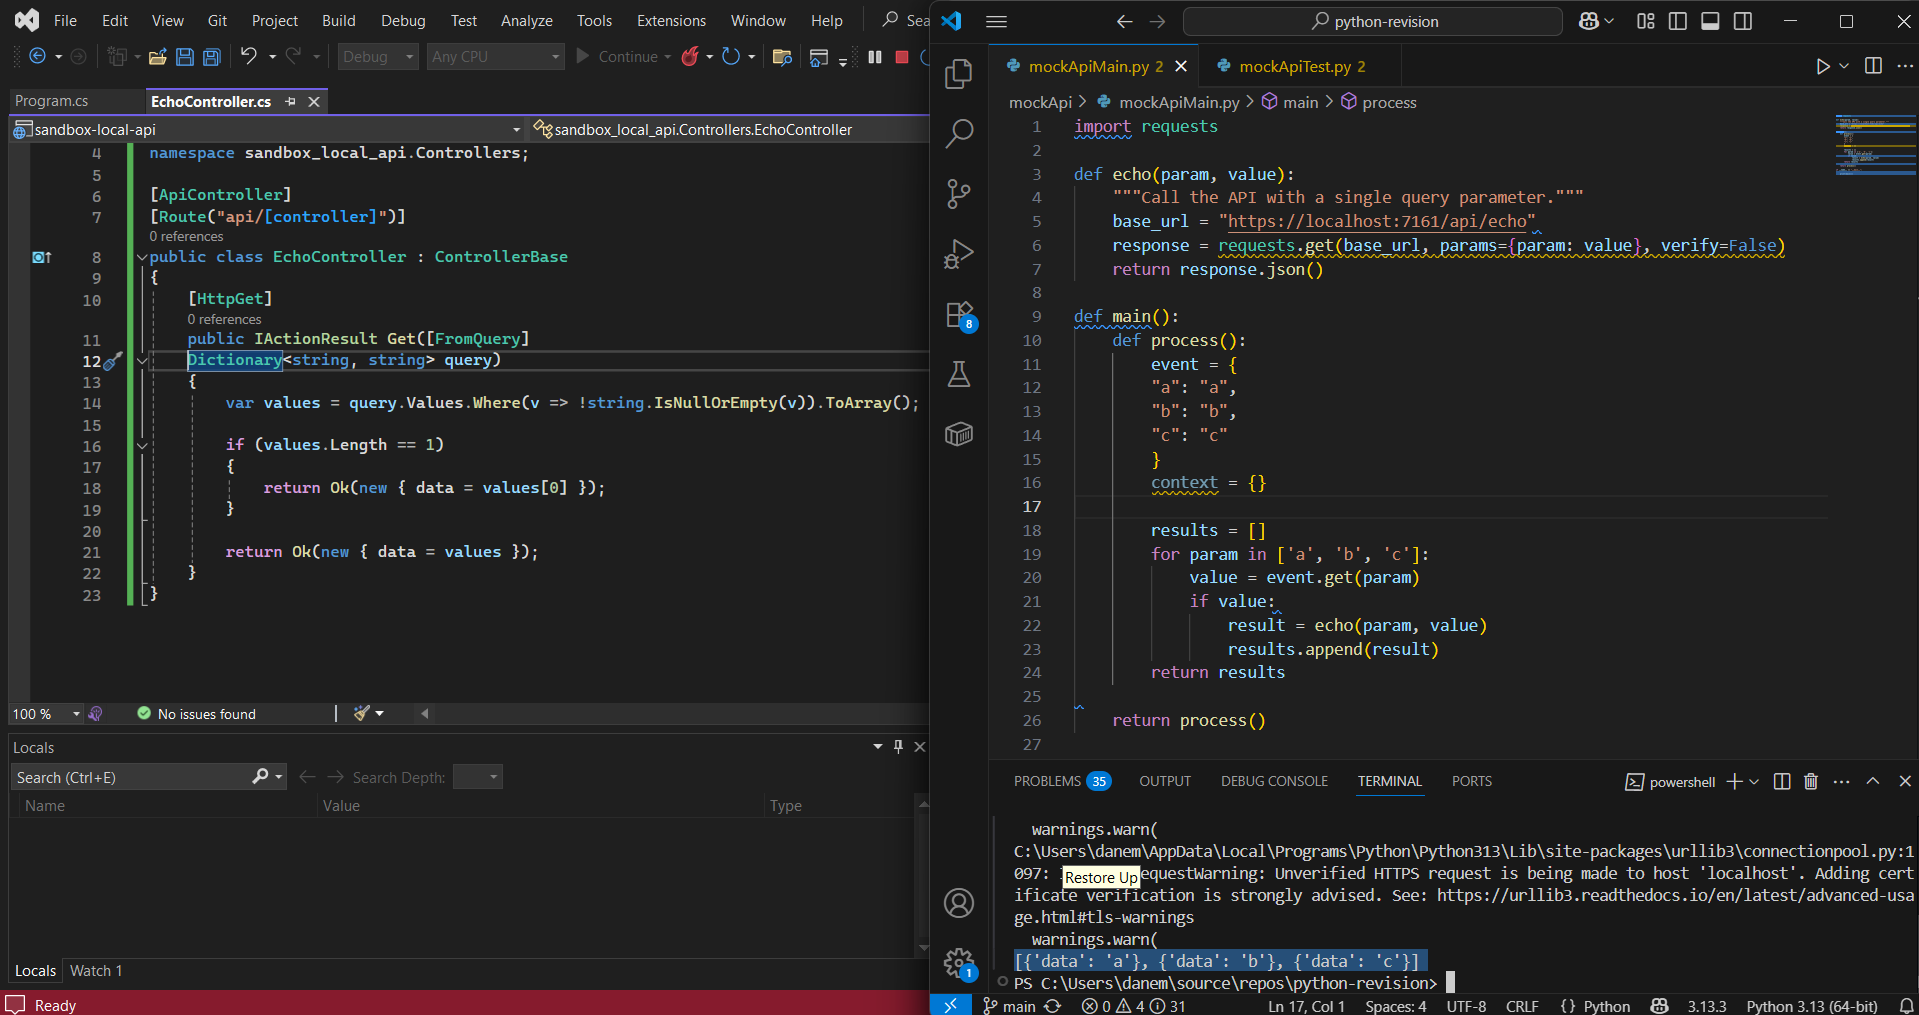 File Edit View Git Project Build Debug Test Analyze Tools Extensions Window Help Sea
Debug Any CPU Continue
Program.cs EchoController.cs
sandbox-local-api sandbox_local_api.Controllers.EchoController
4 namespace sandbox_local_api.Controllers;
5
6 [ApiController]
7 [Route("api/[controller]")]
0 references
8 public class EchoController : ControllerBase
9 {
10 [HttpGet]
0 references
11 public IActionResult Get([FromQuery]
12 Dictionary<string, string> query)
13 {
14 var values = query.Values.Where(v => !string.IsNullOrEmpty(v)).ToArray();
15
16 if (values.Length == 1)
17 {
18 return Ok(new { data = values[0] });
19 }
20
21 return Ok(new { data = values });
22 }
23 }
100 % No issues found
Locals
Search (Ctrl+E) Search Depth:
Name Value Type
Locals Watch 1
Ready
python-revision
mockApiMain.py 2 mockApiTest.py 2
mockApi > mockApiMain.py > main > process
1 import requests
2
3 def echo(param, value):
4 """Call the API with a single query parameter."""
5 base_url = "https://localhost:7161/api/echo"
6 response = requests.get(base_url, params={param: value}, verify=False)
7 return response.json()
8
9 def main():
10 def process():
11 event = {
12 "a": "a",
13 "b": "b",
14 "c": "c"
15 }
16 context = {}
17
18 results = []
19 for param in ['a', 'b', 'c']:
20 value = event.get(param)
21 if value:
22 result = echo(param, value)
23 results.append(result)
24 return results
25
26 return process()
27
8
PROBLEMS 35 OUTPUT DEBUG CONSOLE TERMINAL PORTS powershell
warnings.warn(
C:\Users\danem\AppData\Local\Programs\Python\Python313\Lib\site-packages\urllib3\connectionpool.py:1
097: equestWarning: Unverified HTTPS request is being made to host 'localhost'. Adding cert
Restore Up
ificate verification is strongly advised. See: https://urllib3.readthedocs.io/en/latest/advanced-usa
ge.html#tls-warnings
warnings.warn(
[{'data': 'a'}, {'data': 'b'}, {'data': 'c'}]
PS C:\Users\danem\source\repos\python-revision>
1
main 0 4 31 Ln 17, Col 1 Spaces: 4 UTF-8 CRLF {} Python 3.13.3 Python 3.13 (64-bit)